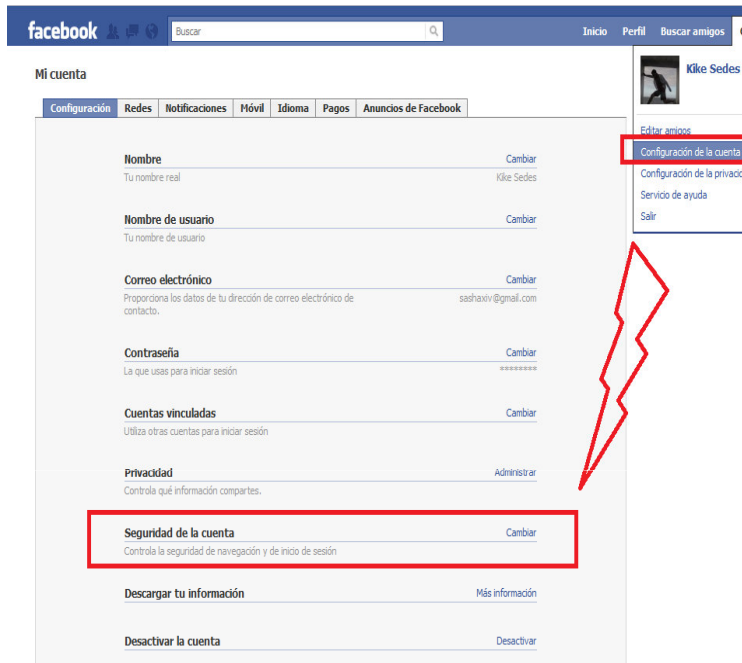 facebook
Buscar
Inicio Perfil Buscar amigos
Kike Sedes
Mi cuenta
Configuración Redes Notificaciones Móvil Idioma Pagos Anuncios de Facebook
Editar amigos
Configuración de la cuenta
Configuración de la privaci
Servicio de ayuda
Salir
Nombre Cambiar
Tu nombre real Kike Sedes
Nombre de usuario Cambiar
Tu nombre de usuario
Correo electrónico Cambiar
Proporciona los datos de tu dirección de correo electrónico de sashaxiv@gmail.com
contacto.
Contraseña Cambiar
La que usas para iniciar sesión ********
Cuentas vinculadas Cambiar
Utiliza otras cuentas para iniciar sesión
Privacidad Administrar
Controla qué información compartes.
Seguridad de la cuenta Cambiar
Controla la seguridad de navegación y de inicio de sesión
Descargar tu información Más información
Desactivar la cuenta Desactivar